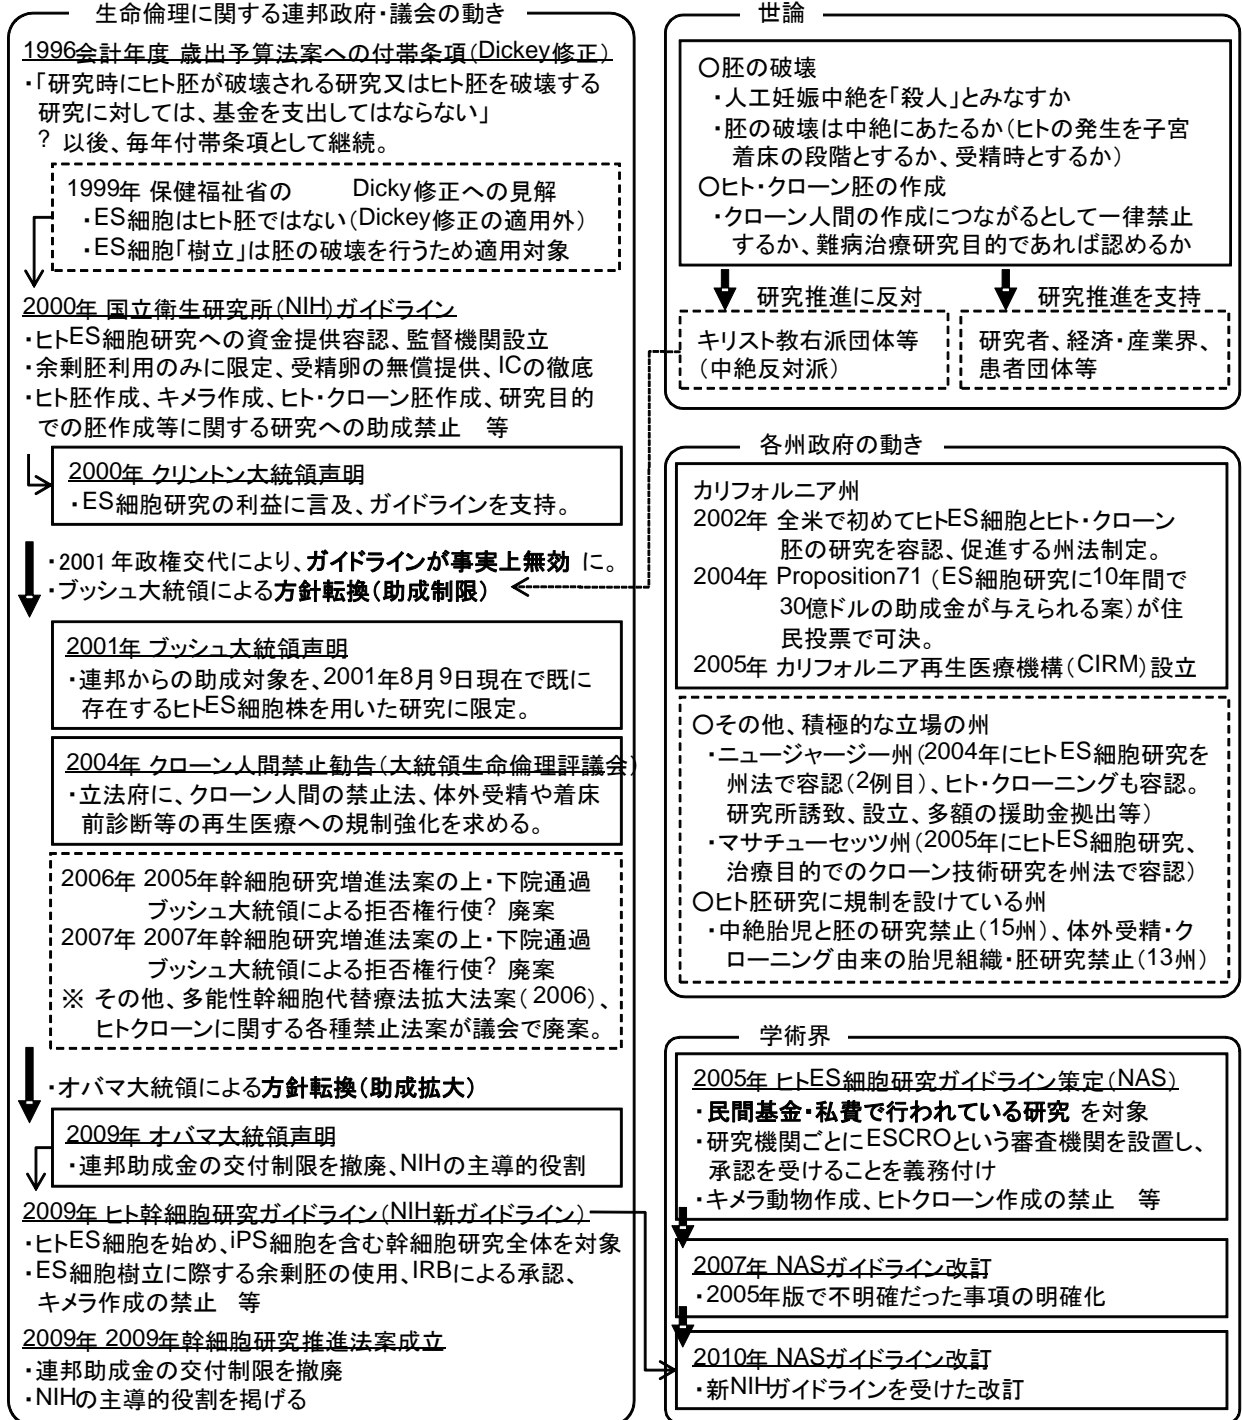 生命倫理に関する連邦政府・議会の動き
1996会計年度 歳出予算法案への付帯条項(Dickey修正)
・「研究時にヒト胚が破壊される研究又はヒト胚を破壊する
研究に対しては、基金を支出してはならない」
? 以後、毎年付帯条項として継続。
1999年 保健福祉省の Dicky修正への見解
・ES細胞はヒト胚ではない(Dickey修正の適用外)
・ES細胞「樹立」は胚の破壊を行うため適用対象
2000年 国立衛生研究所(NIH)ガイドライン
・ヒトES細胞研究への資金提供容認、監督機関設立
・余剰胚利用のみに限定、受精卵の無償提供、ICの徹底
・ヒト胚作成、キメラ作成、ヒト・クローン胚作成、研究目的
での胚作成等に関する研究への助成禁止 等
2000年 クリントン大統領声明
・ES細胞研究の利益に言及、ガイドラインを支持。
・2001年政権交代により、ガイドラインが事実上無効 に。
・ブッシュ大統領による方針転換(助成制限)
2001年 ブッシュ大統領声明
・連邦からの助成対象を、2001年8月9日現在で既に
存在するヒトES細胞株を用いた研究に限定。
2004年 クローン人間禁止勧告(大統領生命倫理評議会)
・立法府に、クローン人間の禁止法、体外受精や着床
前診断等の再生医療への規制強化を求める。
2006年 2005年幹細胞研究増進法案の上・下院通過
ブッシュ大統領による拒否権行使? 廃案
2007年 2007年幹細胞研究増進法案の上・下院通過
ブッシュ大統領による拒否権行使? 廃案
※ その他、多能性幹細胞代替療法拡大法案(2006)、
ヒトクローンに関する各種禁止法案が議会で廃案。
・オバマ大統領による方針転換(助成拡大)
2009年 オバマ大統領声明
・連邦助成金の交付制限を撤廃、NIHの主導的役割
2009年 ヒト幹細胞研究ガイドライン(NIH新ガイドライン)
・ヒトES細胞を始め、iPS細胞を含む幹細胞研究全体を対象
・ES細胞樹立に際する余剰胚の使用、IRBによる承認、
キメラ作成の禁止 等
2009年 2009年幹細胞研究推進法案成立
・連邦助成金の交付制限を撤廃
・NIHの主導的役割を掲げる
世論
○胚の破壊
・人工妊娠中絶を「殺人」とみなすか
・胚の破壊は中絶にあたるか(ヒトの発生を子宮
着床の段階とするか、受精時とするか)
○ヒト・クローン胚の作成
・クローン人間の作成につながるとして一律禁止
するか、難病治療研究目的であれば認めるか
研究推進に反対
研究推進を支持
キリスト教右派団体等
(中絶反対派)
研究者、経済・産業界、
患者団体等
各州政府の動き
カリフォルニア州
2002年 全米で初めてヒトES細胞とヒト・クローン
胚の研究を容認、促進する州法制定。
2004年 Proposition71(ES細胞研究に10年間で
30億ドルの助成金が与えられる案)が住
民投票で可決。
2005年 カリフォルニア再生医療機構(CIRM)設立
○その他、積極的な立場の州
・ニュージャージー州(2004年にヒトES細胞研究を
州法で容認(2例目)、ヒト・クローニングも容認。
研究所誘致、設立、多額の援助金拠出等)
・マサチューセッツ州(2005年にヒトES細胞研究、
治療目的でのクローン技術研究を州法で容認)
○ヒト胚研究に規制を設けている州
・中絶胎児と胚の研究禁止(15州)、体外受精・ク
ローニング由来の胎児組織・胚研究禁止(13州)
学術界
2005年 ヒトES細胞研究ガイドライン策定(NAS)
・民間基金・私費で行われている研究 を対象
・研究機関ごとにESCROという審査機関を設置し、
承認を受けることを義務付け
・キメラ動物作成、ヒトクローン作成の禁止 等
2007年 NASガイドライン改訂
・2005年版で不明確だった事項の明確化
2010年 NASガイドライン改訂
・新NIHガイドラインを受けた改訂